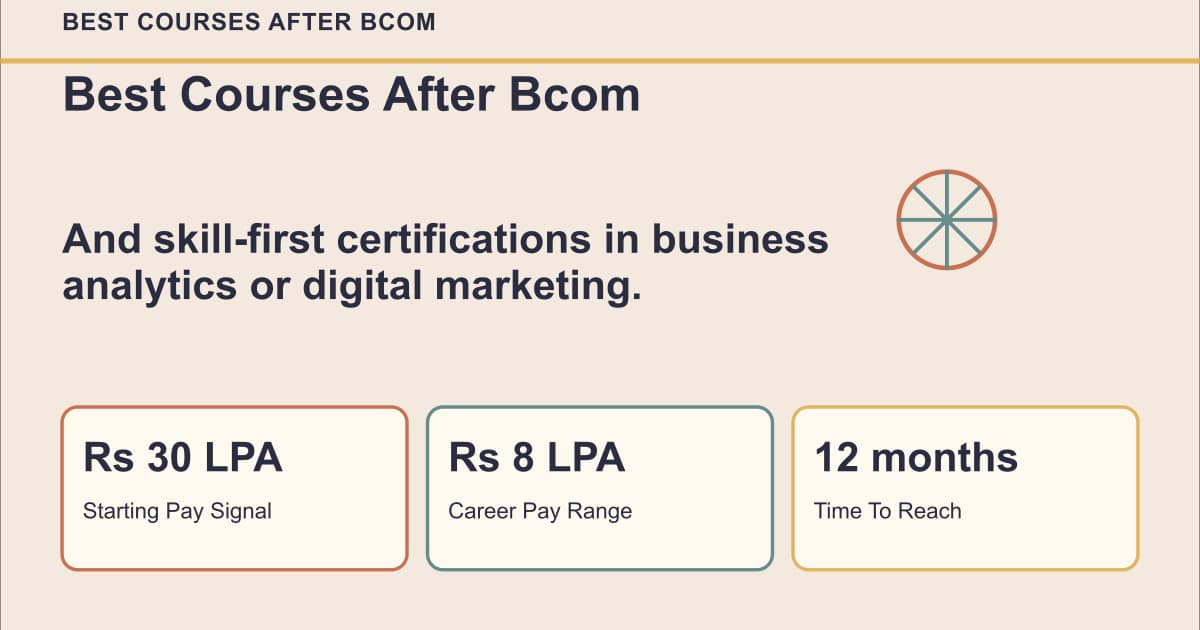 BEST COURSES AFTER BCOM
Best Courses After Bcom
And skill-first certifications in business
analytics or digital marketing.
Rs 30 LPA
Starting Pay Signal
Rs 8 LPA
Career Pay Range
12 months
Time To Reach